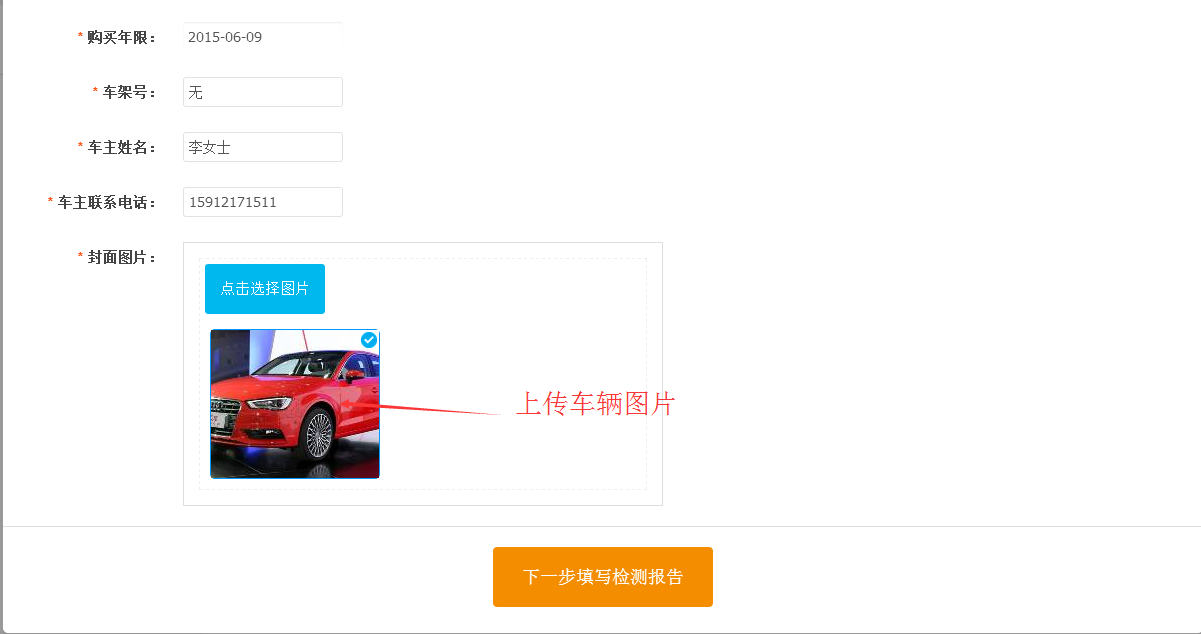 * 购买年限： 2015-06-09
* 车架号： 无
* 车主姓名： 李女士
* 车主联系电话： 15912171511
* 封面图片：
点击选择图片
上传车辆图片
下一步填写检测报告